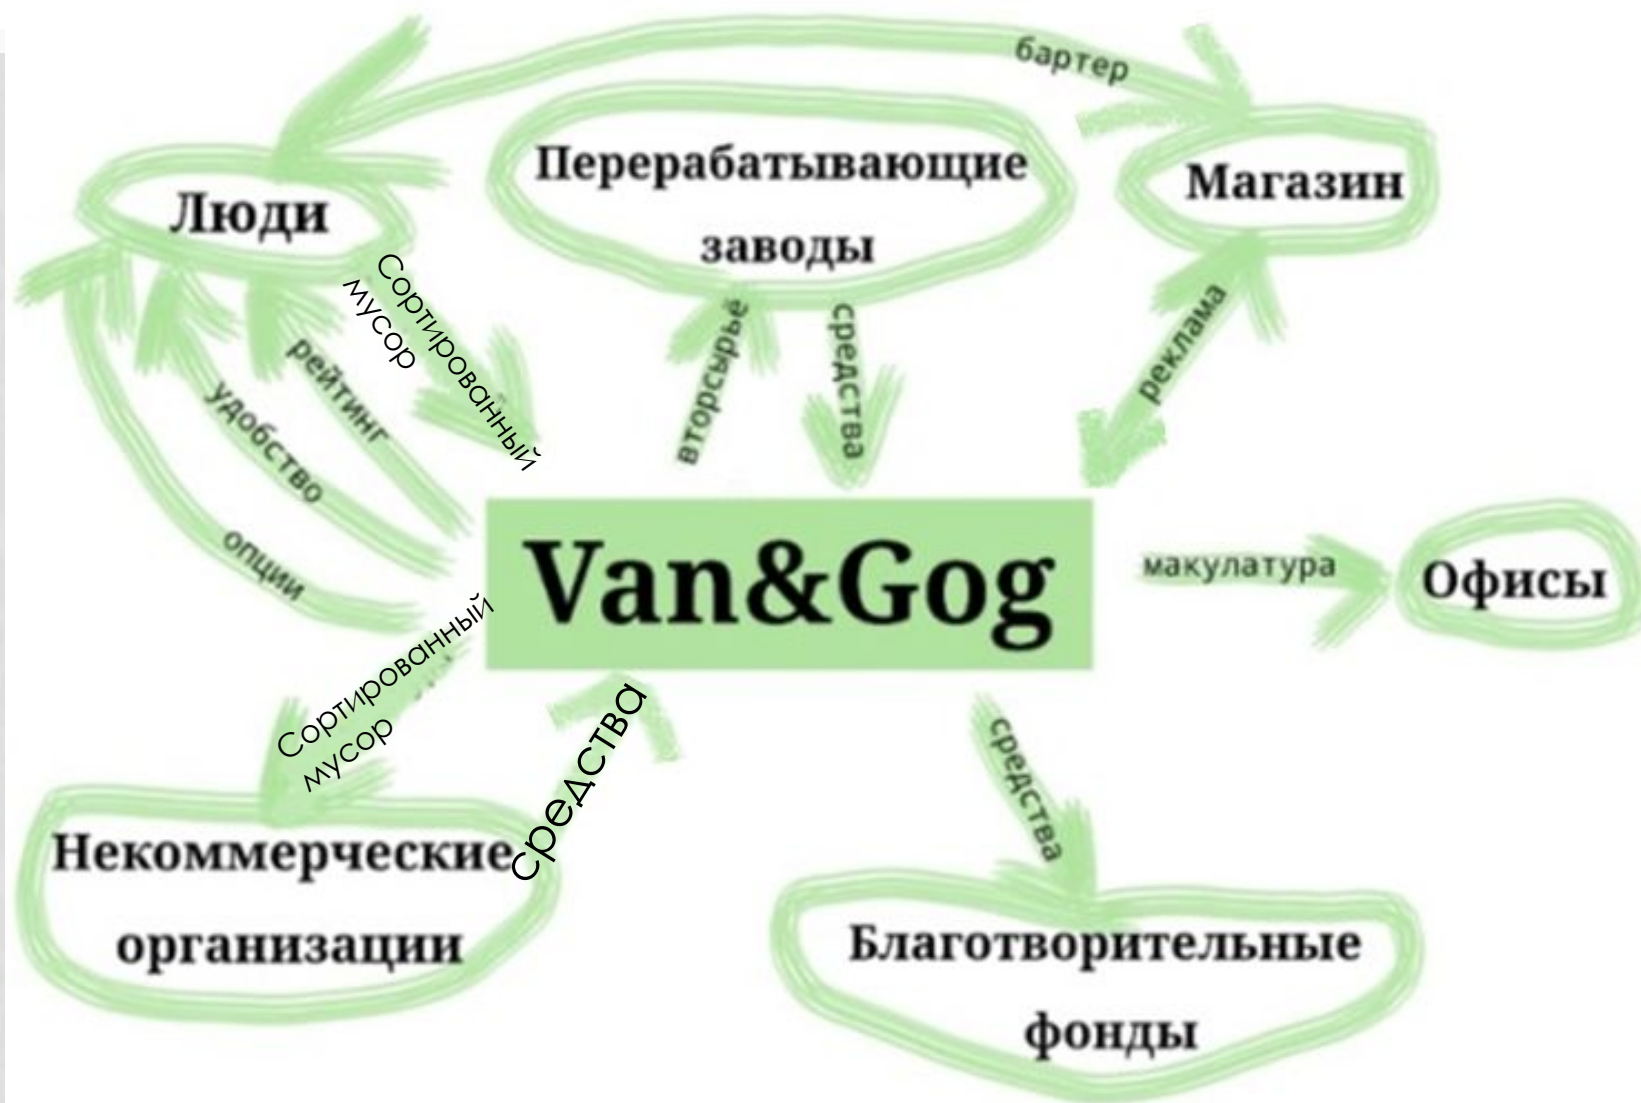 бартер
Перерабатывающие
заводы
Магазин
Люди
Сортированный
мусор
рейтинг
удобство
опции
вторсырьё
средства
реклама
Van&Gog
макулатура
Офисы
Сортированный
мусор
средства
средства
Некоммерческие
организации
Благотворительные
фонды